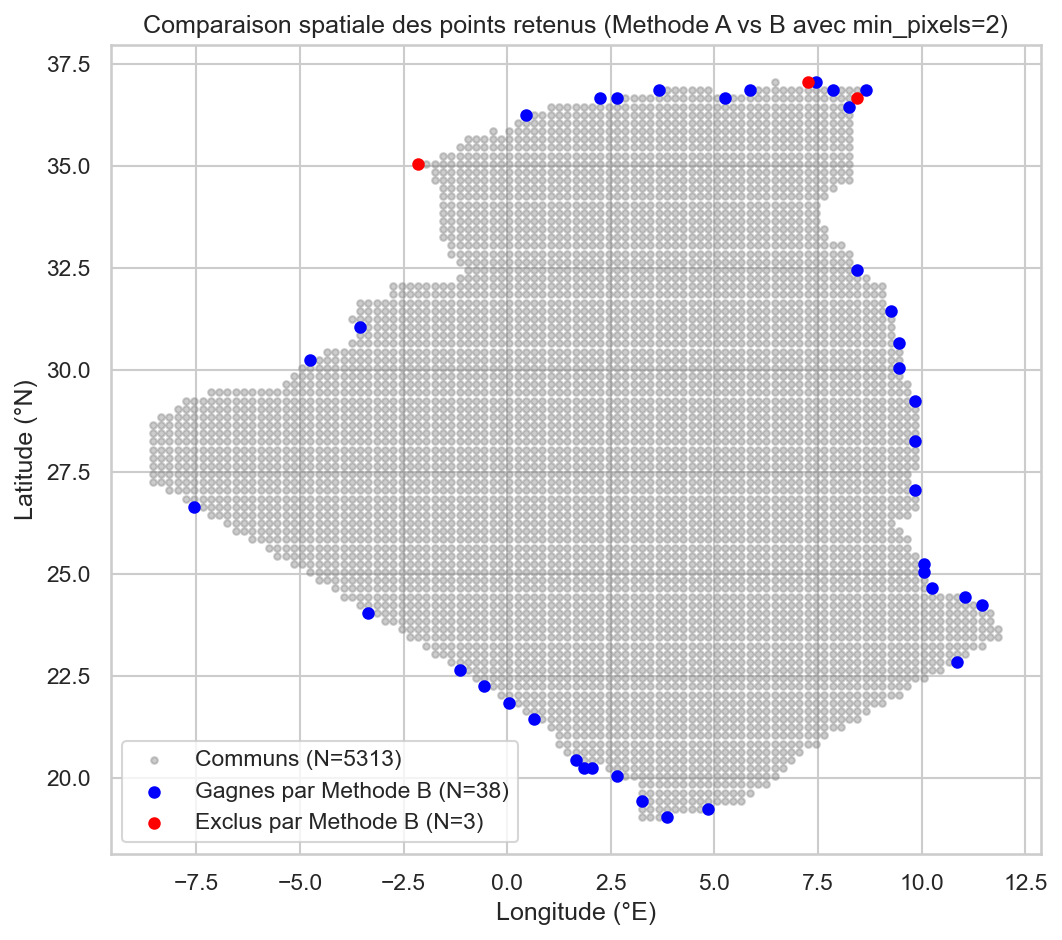 Comparaison spatiale des points retenus (Methode A vs B avec min_pixels=2)
37.5
35.0
32.5
30.0
27.5
25.0
22.5
20.0
Latitude (°N)
Communs (N=5313)
Gagnes par Methode B (N=38)
Exclus par Methode B (N=3)
−7.5 −5.0 −2.5 0.0 2.5 5.0 7.5 10.0 12.5
Longitude (°E)